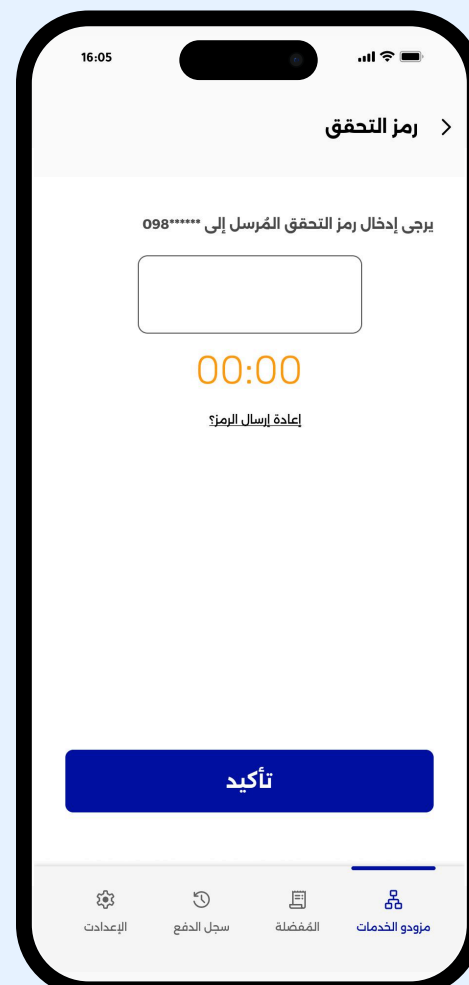 16:05
رمز التحقق
يرجى إدخال رمز التحقق المُرسل إلى ******098
00:00
إعادة إرسال الرمز؟
تأكيد
مزودو الخدمات
المُفضلة
سجل الدفع
الإعدادت